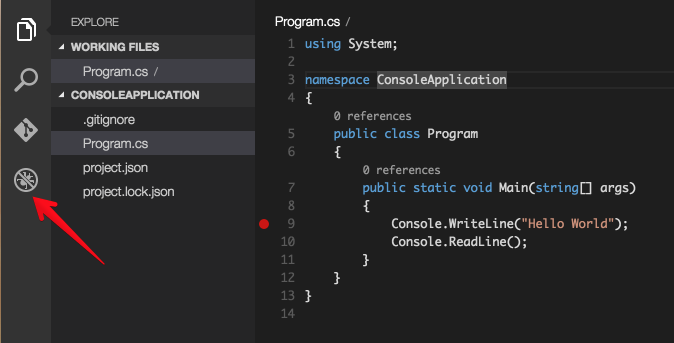 EXPLORE
WORKING FILES
Program.cs /
CONSOLEAPPLICATION
.gitignore
Program.cs
project.json
project.lock.json
Program.cs /
1 using System;
2
3 namespace ConsoleApplication
4 {
0 references
5 public class Program
6 {
0 references
7 public static void Main(string[] args)
8 {
9 Console.WriteLine("Hello World");
10 Console.ReadLine();
11 }
12 }
13 }
14